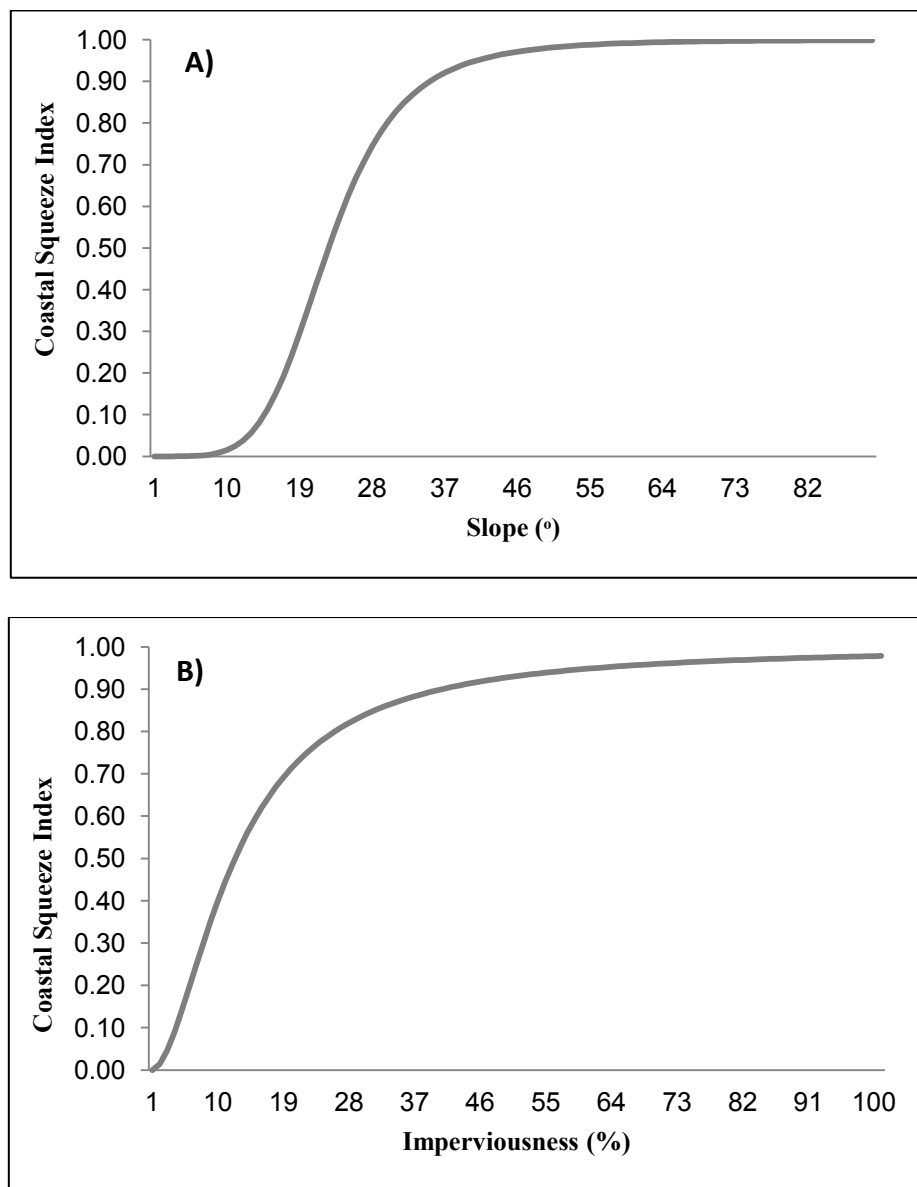 A)
Coastal Squeeze Index
1.00
0.90
0.80
0.70
0.60
0.50
0.40
0.30
0.20
0.10
0.00
1 10 19 28 37 46 55 64 73 82
Slope (º)
B)
Coastal Squeeze Index
1.00
0.90
0.80
0.70
0.60
0.50
0.40
0.30
0.20
0.10
0.00
1 10 19 28 37 46 55 64 73 82 91 100
Imperviousness (%)